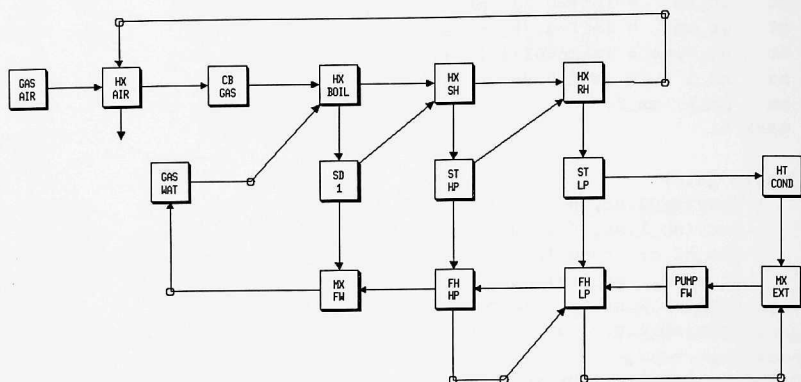 GAS
AIR
HX
AIR
CB
GAS
HX
BOIL
HX
SH
HX
RH
GAS
WAT
SD
1
ST
HP
ST
LP
HT
COND
MX
FW
FH
HP
FH
LP
PUMP
FW
MX
EXT